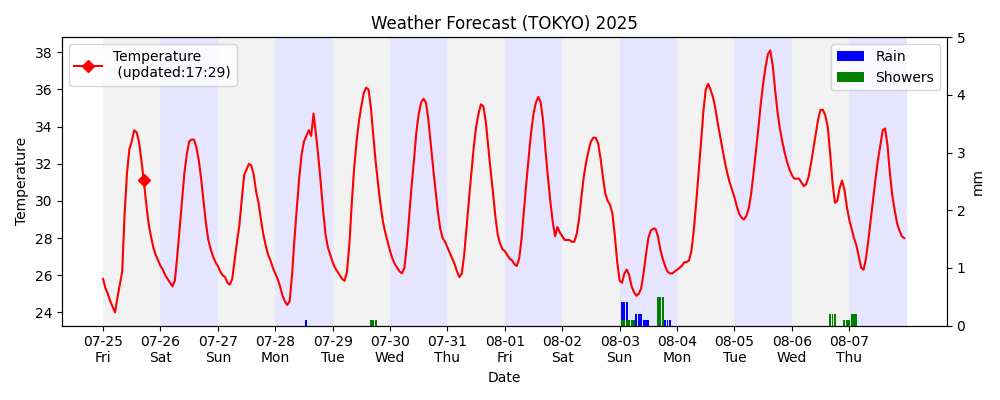 Weather Forecast (TOKYO) 2025
Temperature
(updated:17:29)
Rain
Showers
38
36
34
32
30
28
26
24
Temperature
5
4
3
2
1
0
mm
07-25
Fri
07-26
Sat
07-27
Sun
07-28
Mon
07-29
Tue
07-30
Wed
07-31
Thu
08-01
Fri
08-02
Sat
08-03
Sun
08-04
Mon
08-05
Tue
08-06
Wed
08-07
Thu
Date